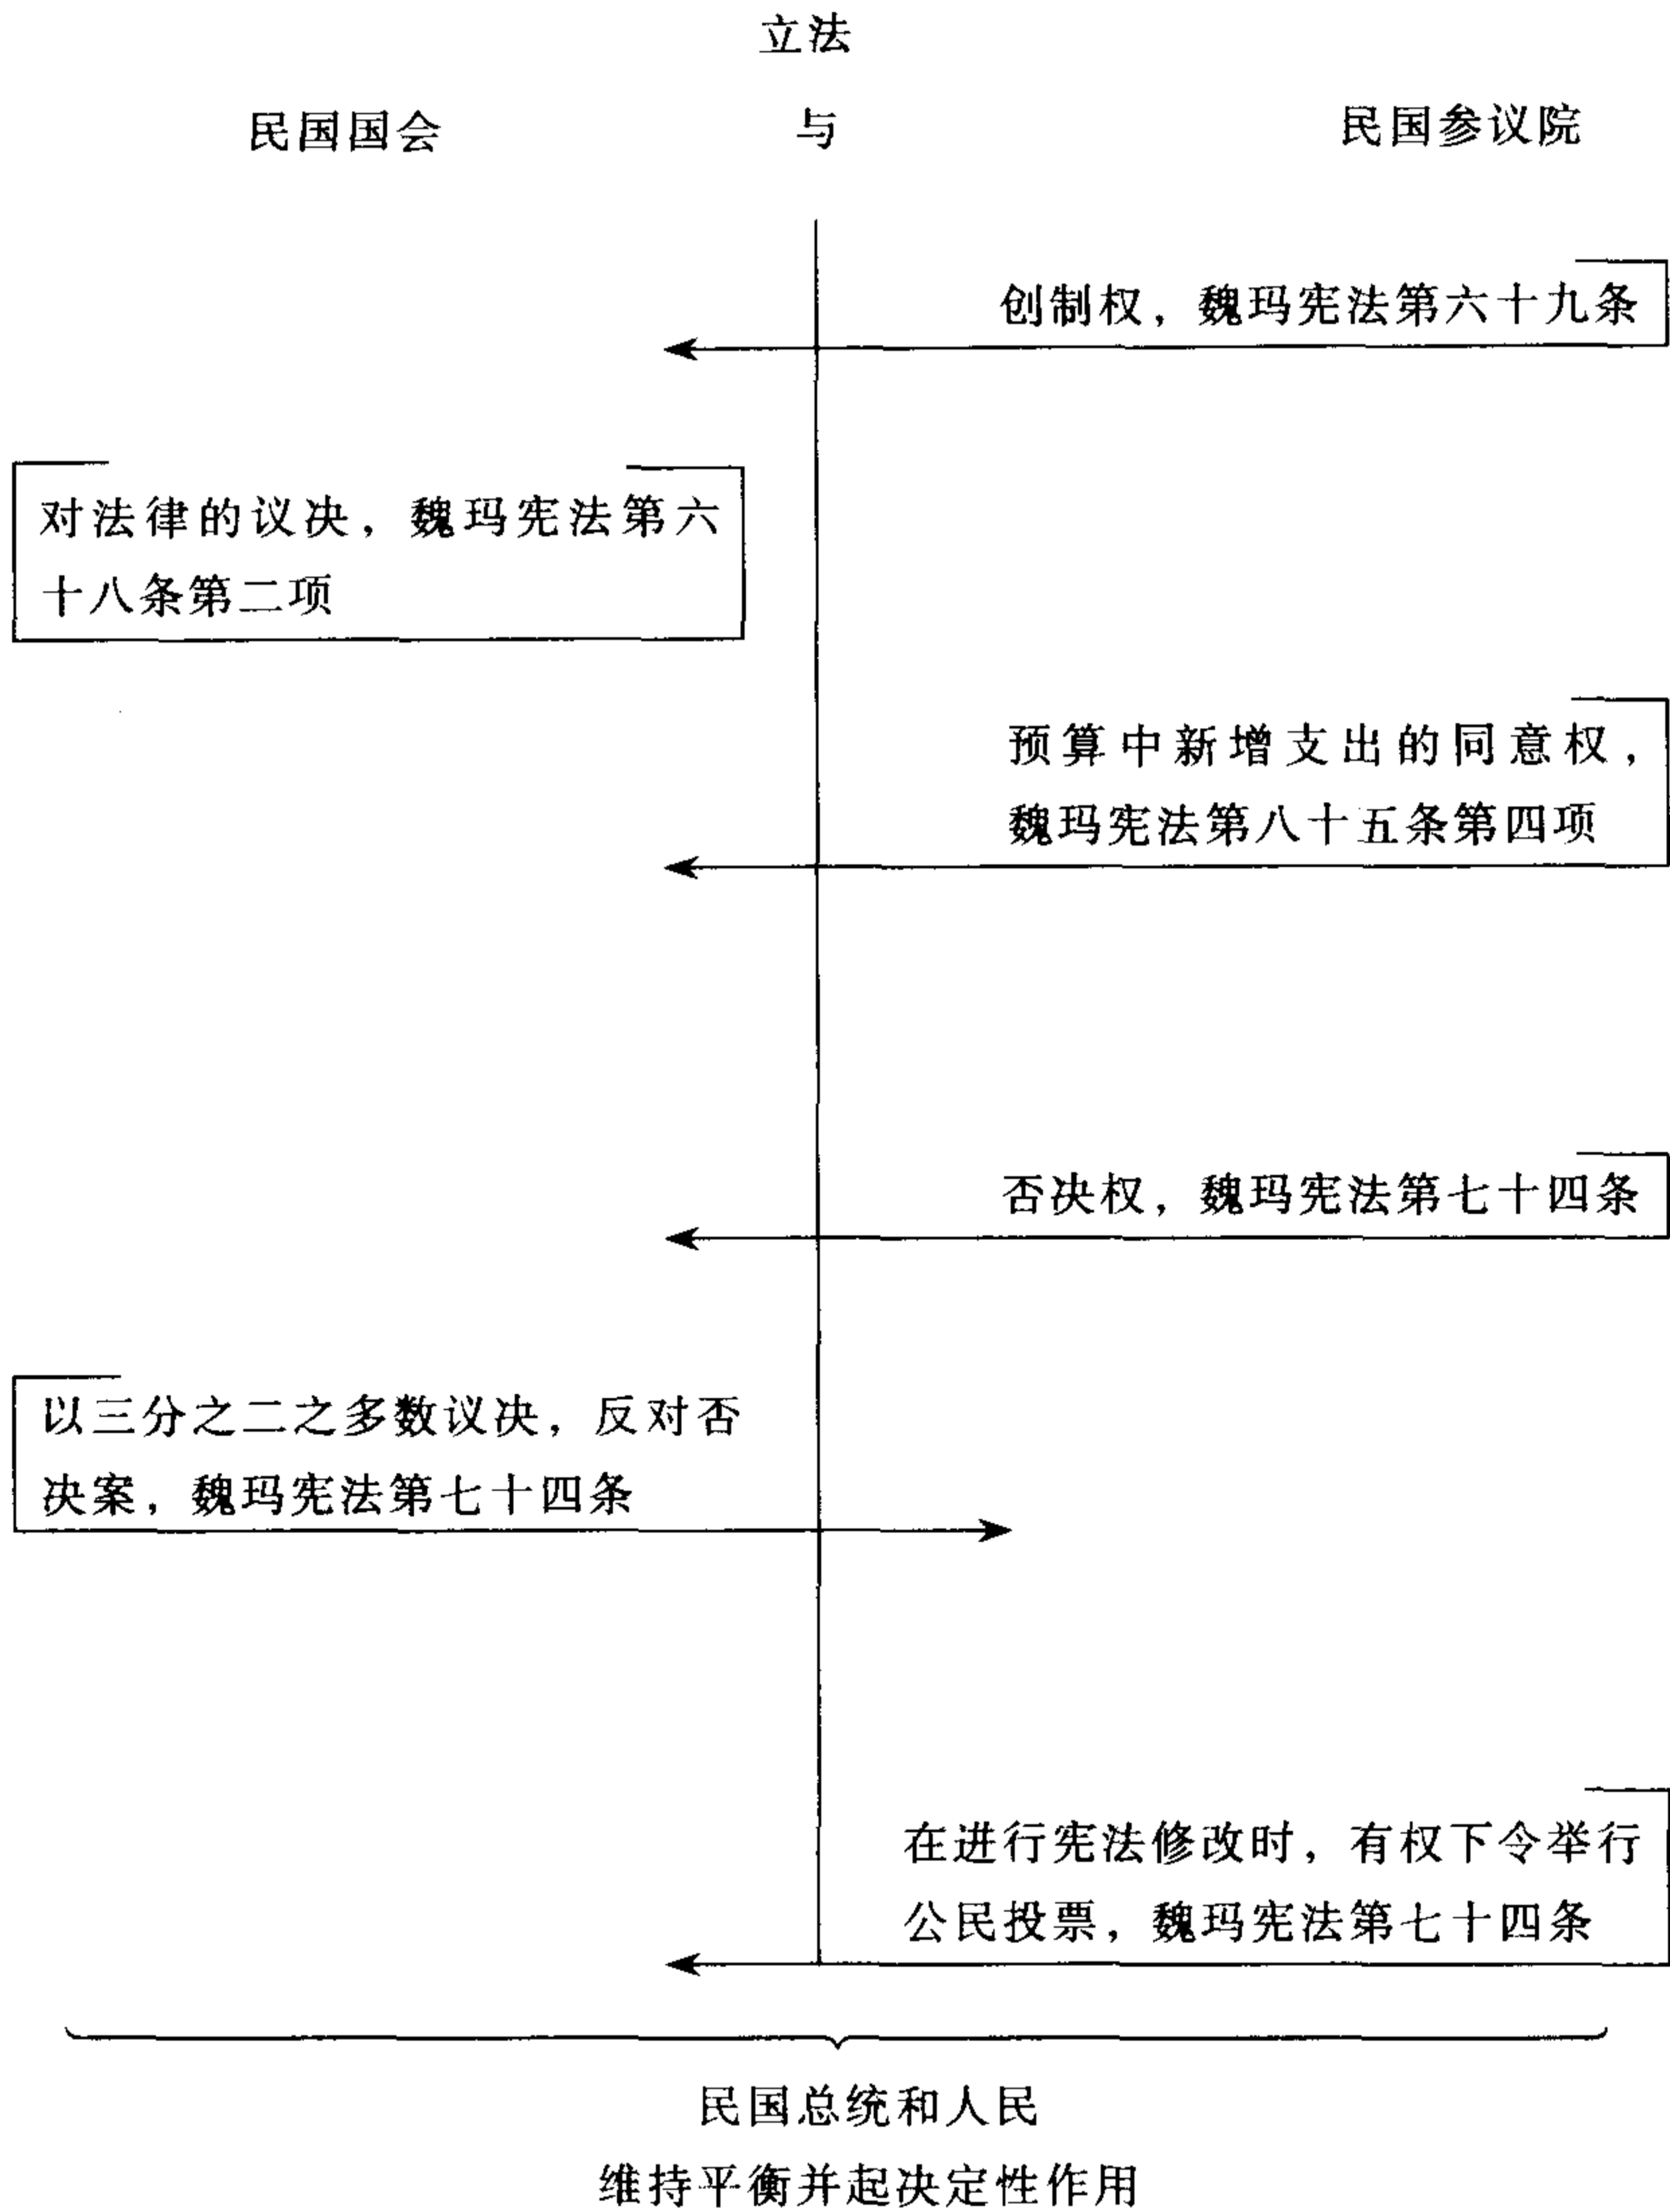 立法
民国国会
与
民国参议院
创制权，魏玛宪法第六十九条
对法律的议决，魏玛宪法第六
十八条第二项
预算中新增支出的同意权，
魏玛宪法第八十五条第四项
否决权，魏玛宪法第七十四条
以三分之二之多数议决，反对否
决案，魏玛宪法第七十四条
在进行宪法修改时，有权下令举行
公民投票，魏玛宪法第七十四条
民国总统和人民
维持平衡并起决定性作用